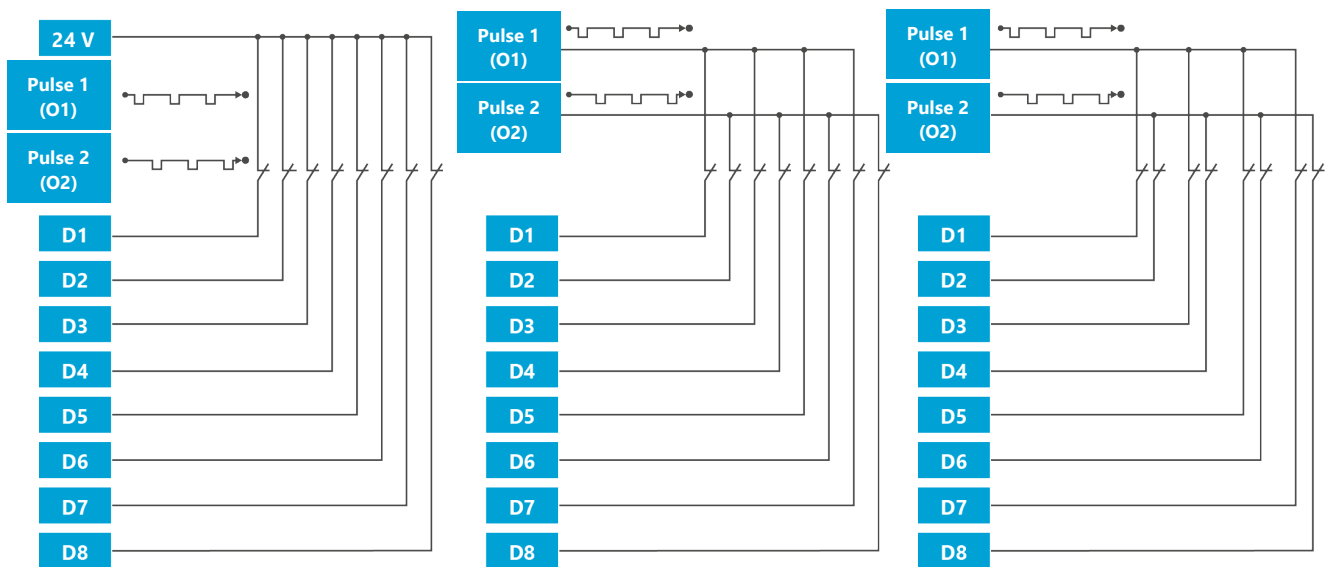 24 V
Pulse 1
(O1)
Pulse 2
(O2)
D1
D2
D3
D4
D5
D6
D7
D8
Pulse 1
(O1)
Pulse 2
(O2)
D1
D2
D3
D4
D5
D6
D7
D8
Pulse 1
(O1)
Pulse 2
(O2)
D1
D2
D3
D4
D5
D6
D7
D8